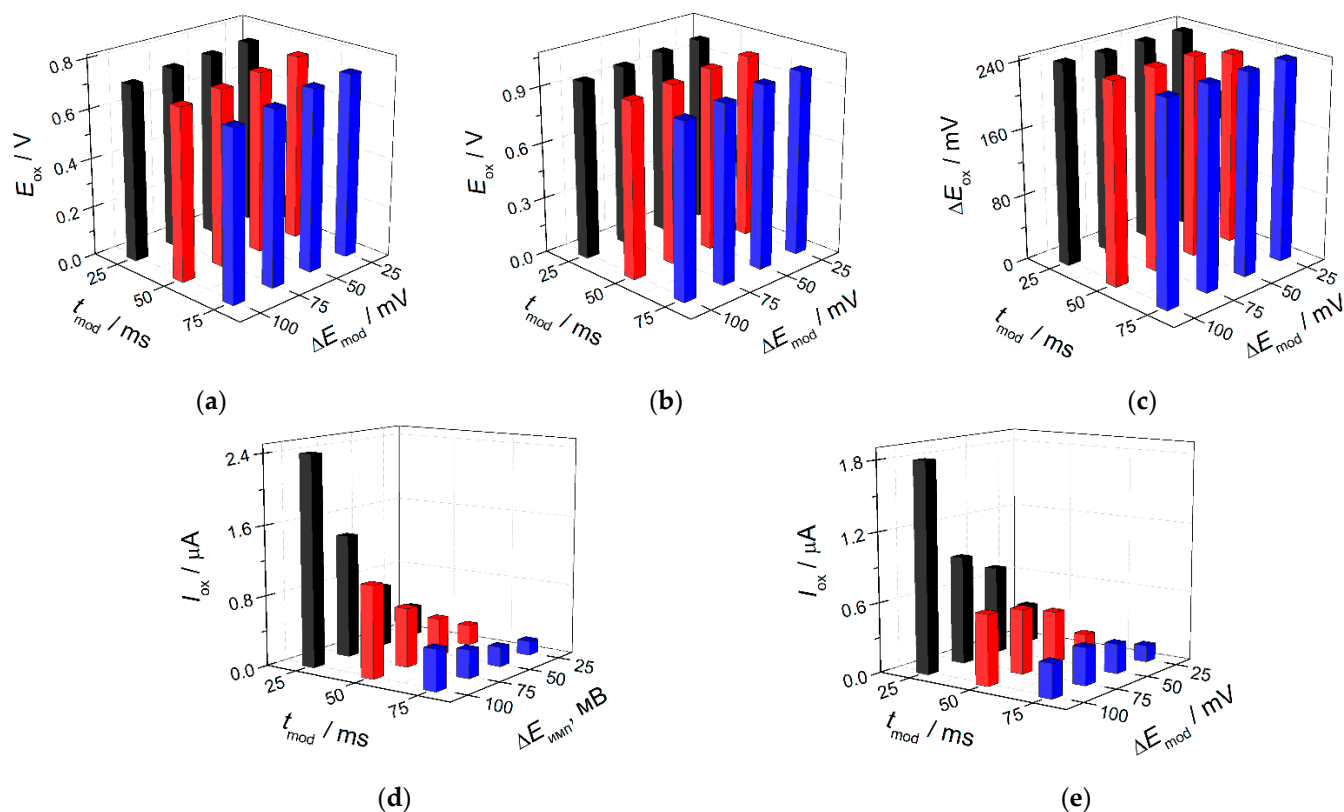 0.8
0.6
0.4
0.2
0.0
E_ox / V
25
50
75
t_mod / ms
25
50
75
100
ΔE_mod / mV
(a)
0.9
0.6
0.3
0.0
E_ox / V
25
50
75
t_mod / ms
25
50
75
100
ΔE_mod / mV
(b)
240
160
80
0
ΔE_ox / mV
25
50
75
t_mod / ms
25
50
75
100
ΔE_mod / mV
(c)
2.4
1.6
0.8
0.0
I_ox / μA
25
50
75
t_mod / ms
25
50
75
100
ΔE_имп, мВ
(d)
1.8
1.2
0.6
0.0
I_ox / μA
25
50
75
t_mod / ms
25
50
75
100
ΔE_mod / mV
(e)